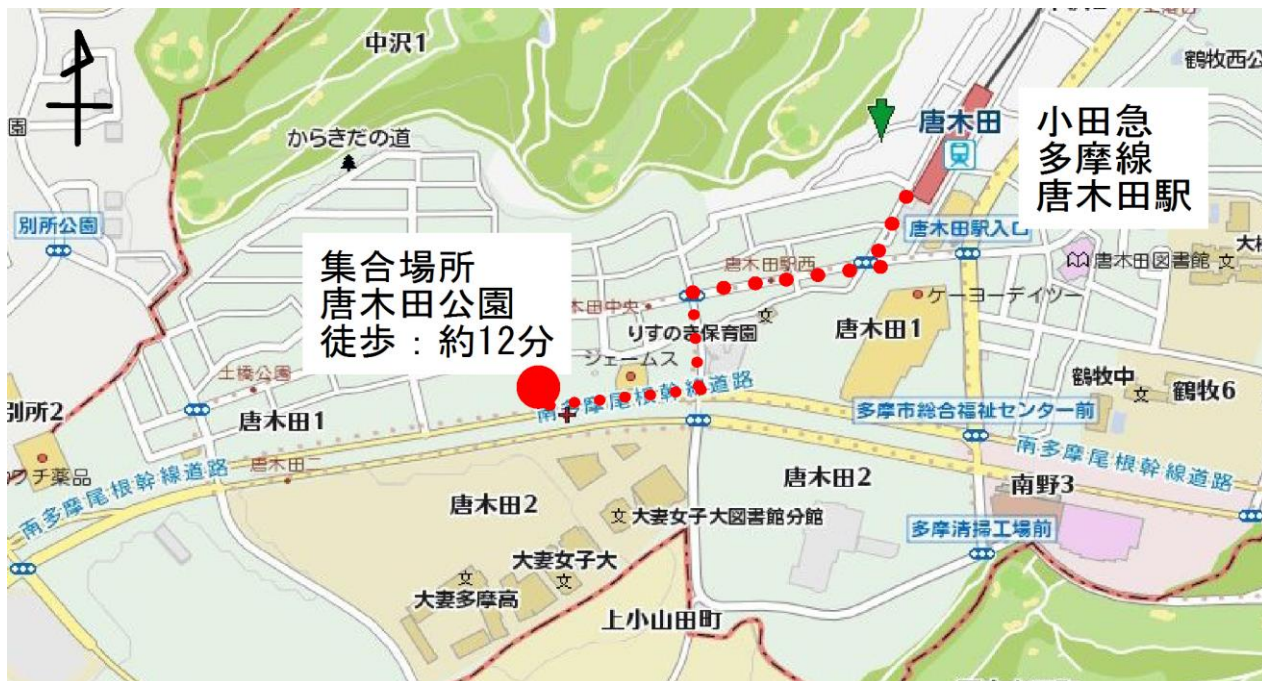 中沢1
鶴牧西公
園
からきだの道
唐木田
小田急
多摩線
唐木田駅
別所公園
唐木田駅入口
集合場所
唐木田公園
徒歩：約12分
唐木田駅西
唐木田図書館
ケーヨーデイツー
木田中央
りすのき保育園
唐木田1
ジェームス
土橋公園
鶴牧中
鶴牧6
別所2
唐木田1
南多摩尾根幹線道路
多摩市総合福祉センター前
唐木田二
ワチ薬品
南多摩尾根幹線道路
南多摩尾根幹線道路
唐木田2
唐木田2
南野3
大妻女子大図書館分館
多摩清掃工場前
大妻女子大
大妻多摩高
上小山田町